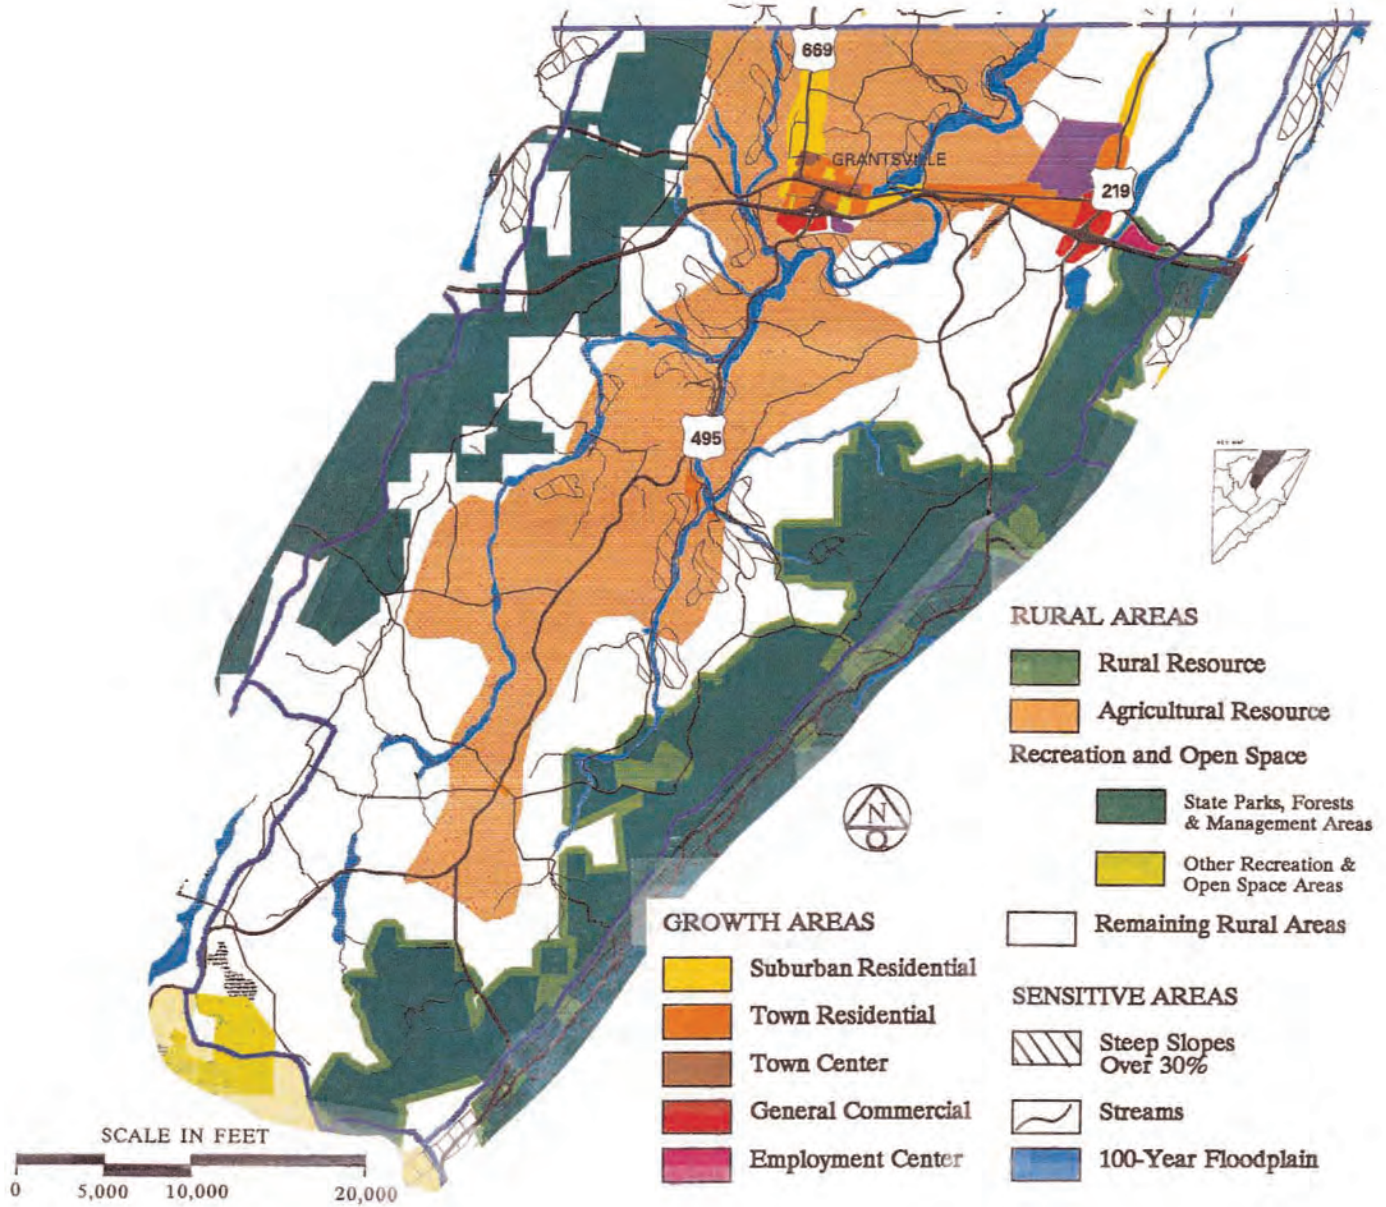 669
GRANTSVILLE
219
495
KEY MAP
RURAL AREAS
Rural Resource
Agricultural Resource
Recreation and Open Space
State Parks, Forests
& Management Areas
Other Recreation &
Open Space Areas
Remaining Rural Areas
N
GROWTH AREAS
Suburban Residential
Town Residential
Town Center
General Commercial
Employment Center
SENSITIVE AREAS
Steep Slopes
Over 30%
Streams
100-Year Floodplain
SCALE IN FEET
0 5,000 10,000 20,000